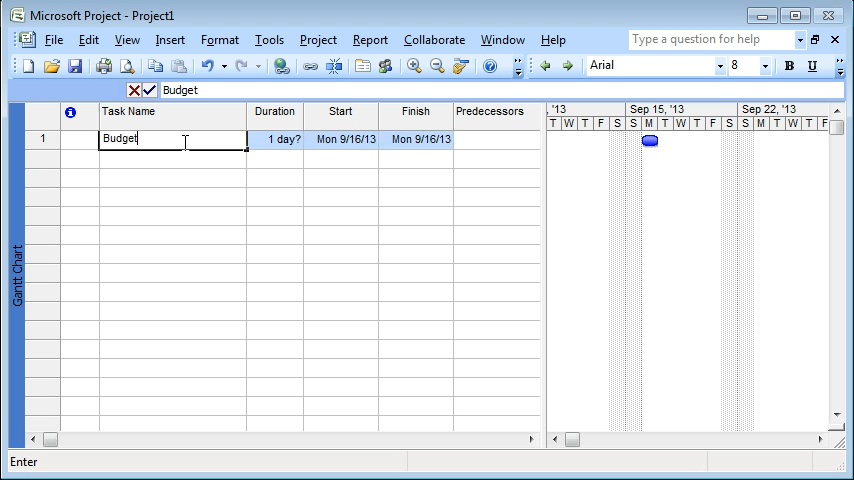 Microsoft Project - Project1
File Edit View Insert Format Tools Project Report Collaborate Window Help Type a question for help
Arial 8 B U
Budget
Task Name Duration Start Finish Predecessors , '13 Sep 15, '13 Sep 22, '13
T W T F S S M T W T F S S M T W T F
1 Budget 1 day? Mon 9/16/13 Mon 9/16/13
Gantt Chart
Enter